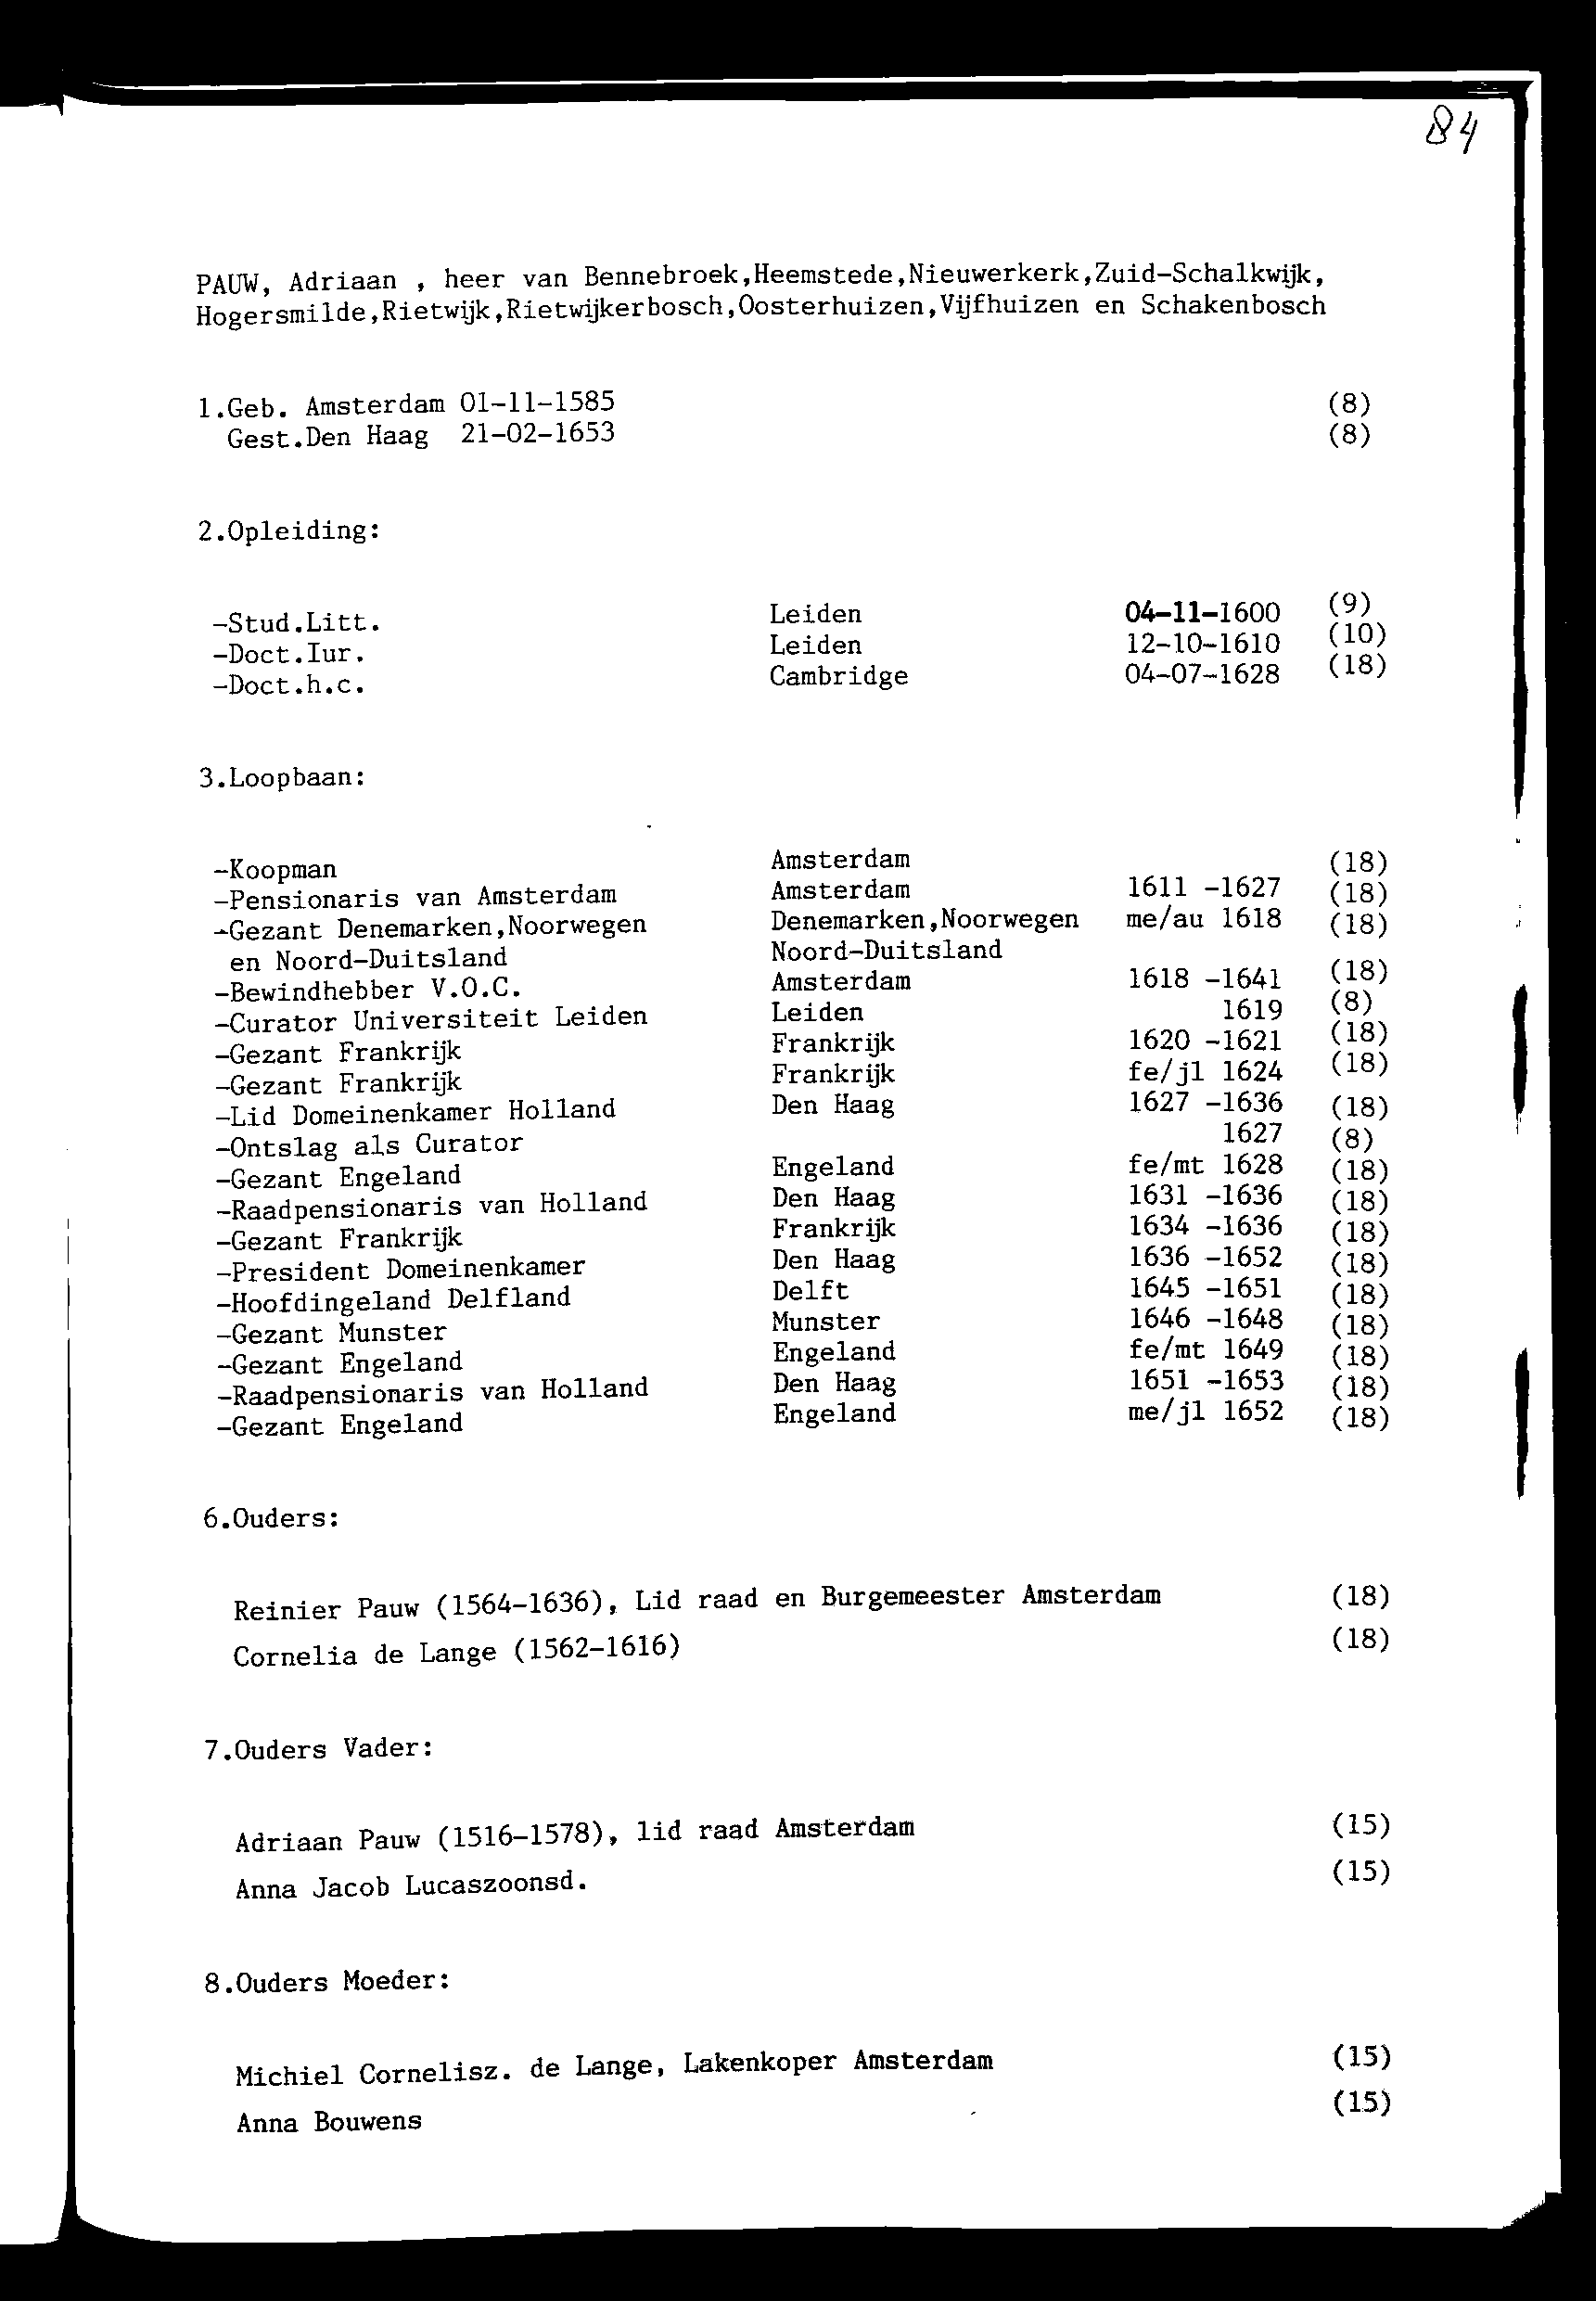 84
PAUW, Adriaan , heer van Bennebroek,Heemstede,Nieuwerkerk,Zuid-Schalkwijk,
Hogersmilde,Rietwijk,Rietwijkerbosch,Oosterhuizen,Vijfhuizen en Schakenbosch
1.Geb. Amsterdam 01-11-1585 (8)
Gest.Den Haag 21-02-1653 (8)
2.Opleiding:
-Stud.Litt. Leiden 04-11-1600 (9)
-Doct.Iur. Leiden 12-10-1610 (10)
-Doct.h.c. Cambridge 04-07-1628 (18)
3.Loopbaan:
-Koopman Amsterdam (18)
-Pensionaris van Amsterdam Amsterdam 1611 -1627 (18)
-Gezant Denemarken,Noorwegen Denemarken,Noorwegen me/au 1618 (18)
en Noord-Duitsland Noord-Duitsland
-Bewindhebber V.O.C. Amsterdam 1618 -1641 (18)
-Curator Universiteit Leiden Leiden 1619 (8)
-Gezant Frankrijk Frankrijk 1620 -1621 (18)
-Gezant Frankrijk Frankrijk fe/jl 1624 (18)
-Lid Domeinenkamer Holland Den Haag 1627 -1636 (18)
-Ontslag als Curator 1627 (8)
-Gezant Engeland Engeland fe/mt 1628 (18)
-Raadpensionaris van Holland Den Haag 1631 -1636 (18)
-Gezant Frankrijk Frankrijk 1634 -1636 (18)
-President Domeinenkamer Den Haag 1636 -1652 (18)
-Hoofdingeland Delfland Delft 1645 -1651 (18)
-Gezant Munster Munster 1646 -1648 (18)
-Gezant Engeland Engeland fe/mt 1649 (18)
-Raadpensionaris van Holland Den Haag 1651 -1653 (18)
-Gezant Engeland Engeland me/jl 1652 (18)
6.Ouders:
Reinier Pauw (1564-1636), Lid raad en Burgemeester Amsterdam (18)
Cornelia de Lange (1562-1616) (18)
7.Ouders Vader:
Adriaan Pauw (1516-1578), lid raad Amsterdam (15)
Anna Jacob Lucaszoonsd. (15)
8.Ouders Moeder:
Michiel Cornelisz. de Lange, Lakenkoper Amsterdam (15)
Anna Bouwens (15)